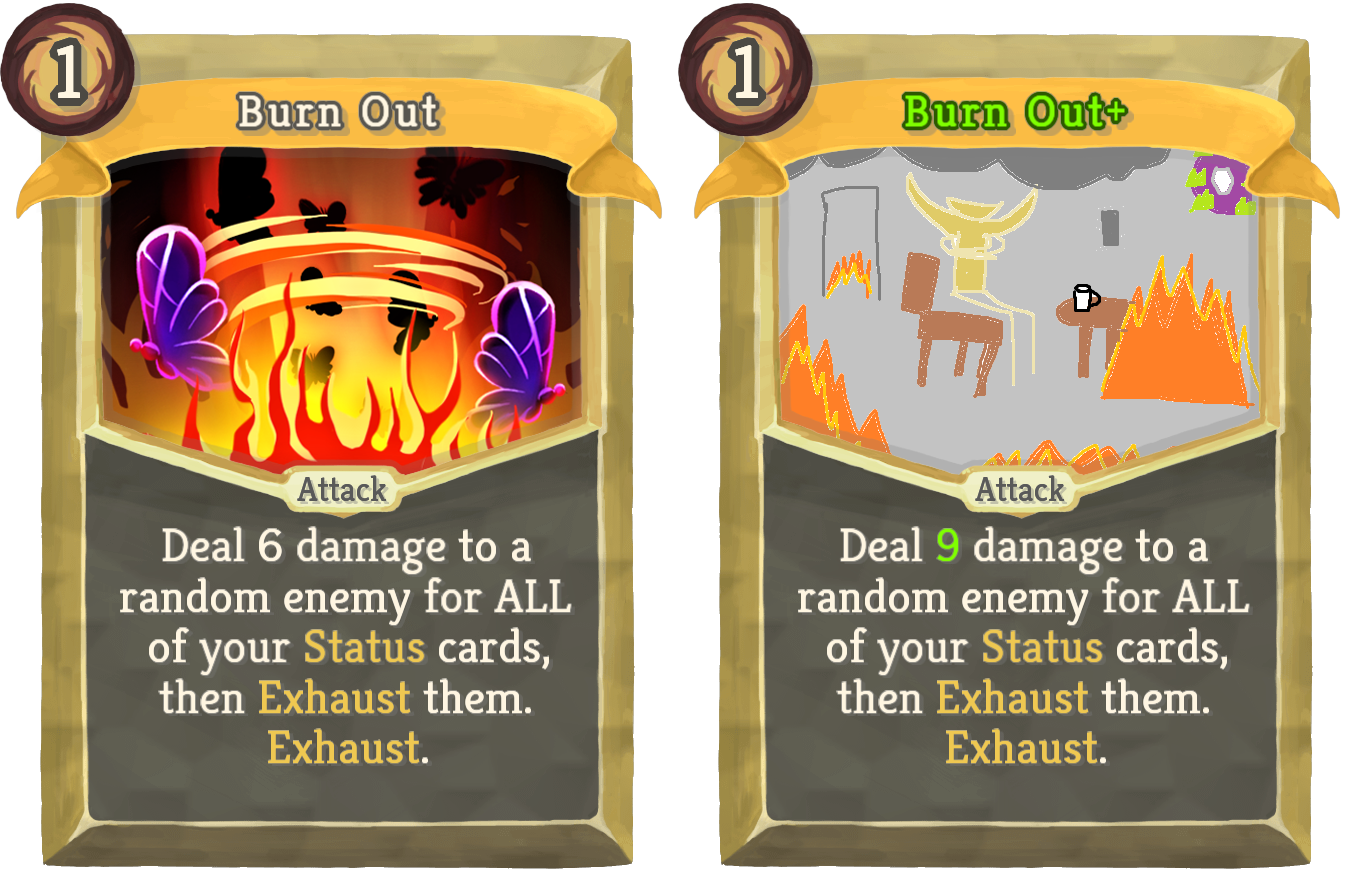 1
Burn Out
Attack
Deal 6 damage to a
random enemy for ALL
of your Status cards,
then Exhaust them.
Exhaust.
1
Burn Out+
Attack
Deal 9 damage to a
random enemy for ALL
of your Status cards,
then Exhaust them.
Exhaust.